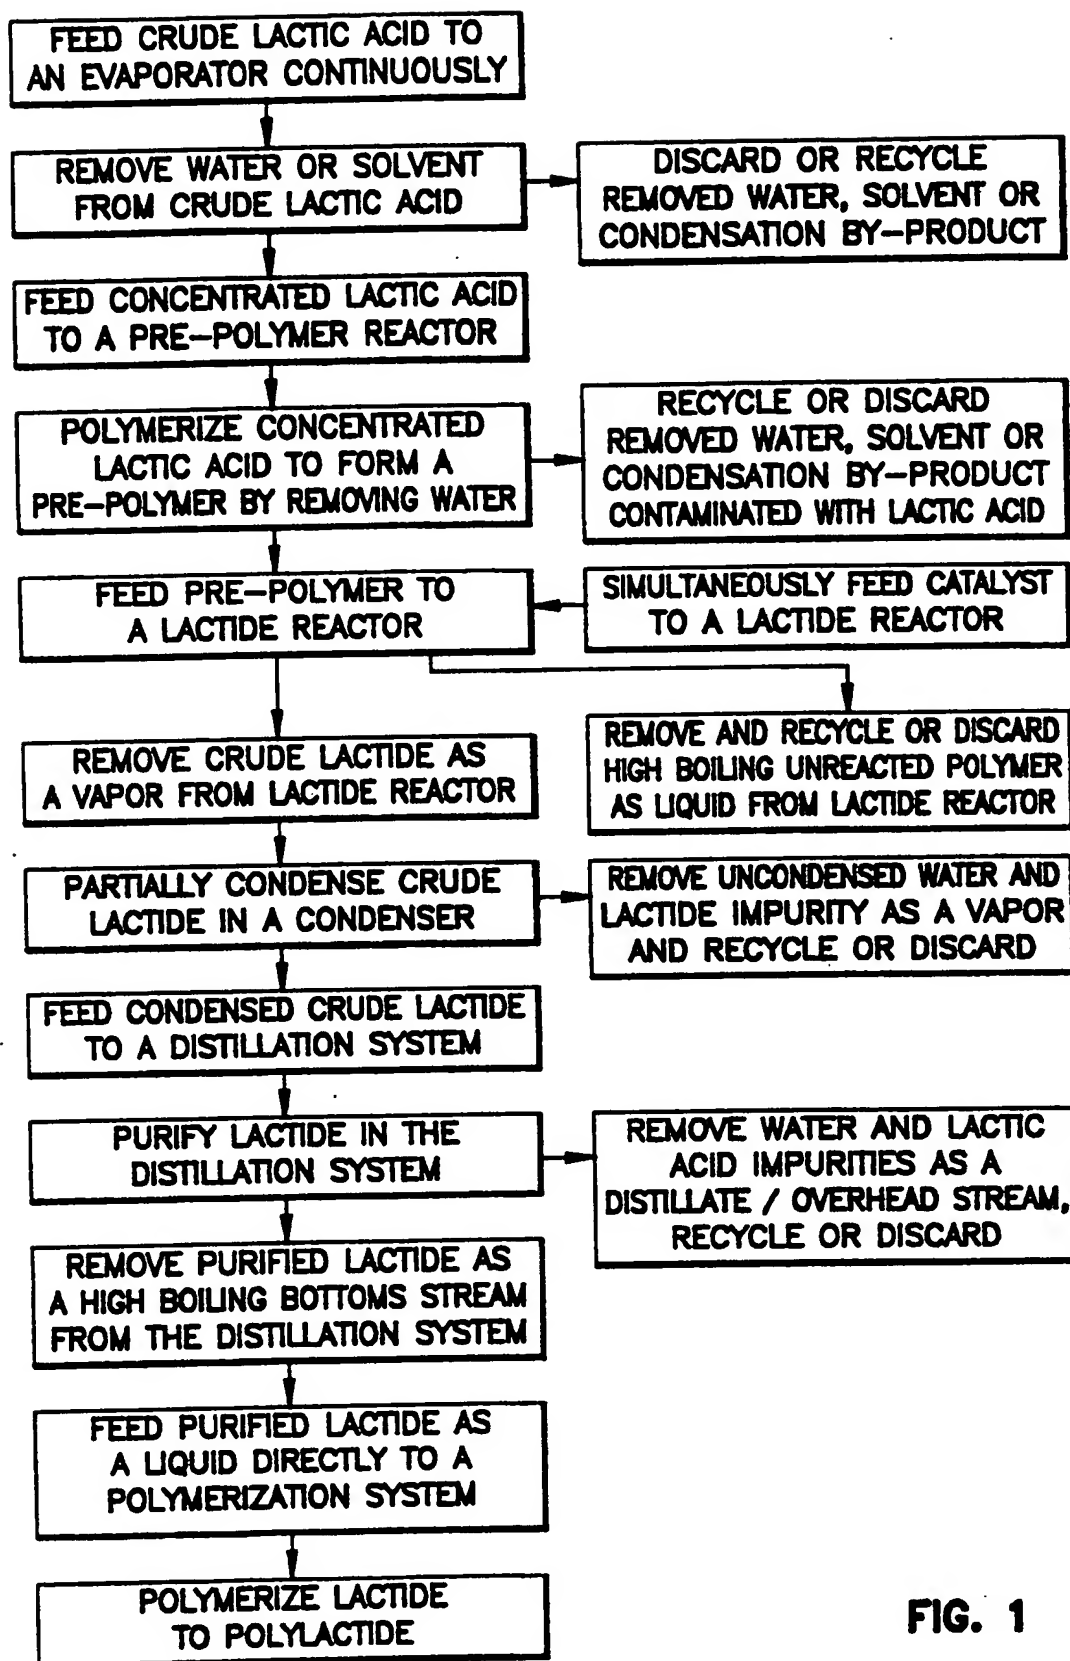 FEED CRUDE LACTIC ACID TO
AN EVAPORATOR CONTINUOUSLY
REMOVE WATER OR SOLVENT
FROM CRUDE LACTIC ACID
DISCARD OR RECYCLE
REMOVED WATER, SOLVENT OR
CONDENSATION BY-PRODUCT
FEED CONCENTRATED LACTIC ACID
TO A PRE-POLYMER REACTOR
POLYMERIZE CONCENTRATED
LACTIC ACID TO FORM A
PRE-POLYMER BY REMOVING WATER
RECYCLE OR DISCARD
REMOVED WATER, SOLVENT OR
CONDENSATION BY-PRODUCT
CONTAMINATED WITH LACTIC ACID
FEED PRE-POLYMER TO
A LACTIDE REACTOR
SIMULTANEOUSLY FEED CATALYST
TO A LACTIDE REACTOR
REMOVE AND RECYCLE OR DISCARD
HIGH BOILING UNREACTED POLYMER
AS LIQUID FROM LACTIDE REACTOR
REMOVE CRUDE LACTIDE AS
A VAPOR FROM LACTIDE REACTOR
PARTIALLY CONDENSE CRUDE
LACTIDE IN A CONDENSER
REMOVE UNCONDENSED WATER AND
LACTIDE IMPURITY AS A VAPOR
AND RECYCLE OR DISCARD
FEED CONDENSED CRUDE LACTIDE
TO A DISTILLATION SYSTEM
PURIFY LACTIDE IN THE
DISTILLATION SYSTEM
REMOVE WATER AND LACTIC
ACID IMPURITIES AS A
DISTILLATE / OVERHEAD STREAM,
RECYCLE OR DISCARD
REMOVE PURIFIED LACTIDE AS
A HIGH BOILING BOTTOMS STREAM
FROM THE DISTILLATION SYSTEM
FEED PURIFIED LACTIDE AS
A LIQUID DIRECTLY TO A
POLYMERIZATION SYSTEM
POLYMERIZE LACTIDE
TO POLYLACTIDE
FIG. 1